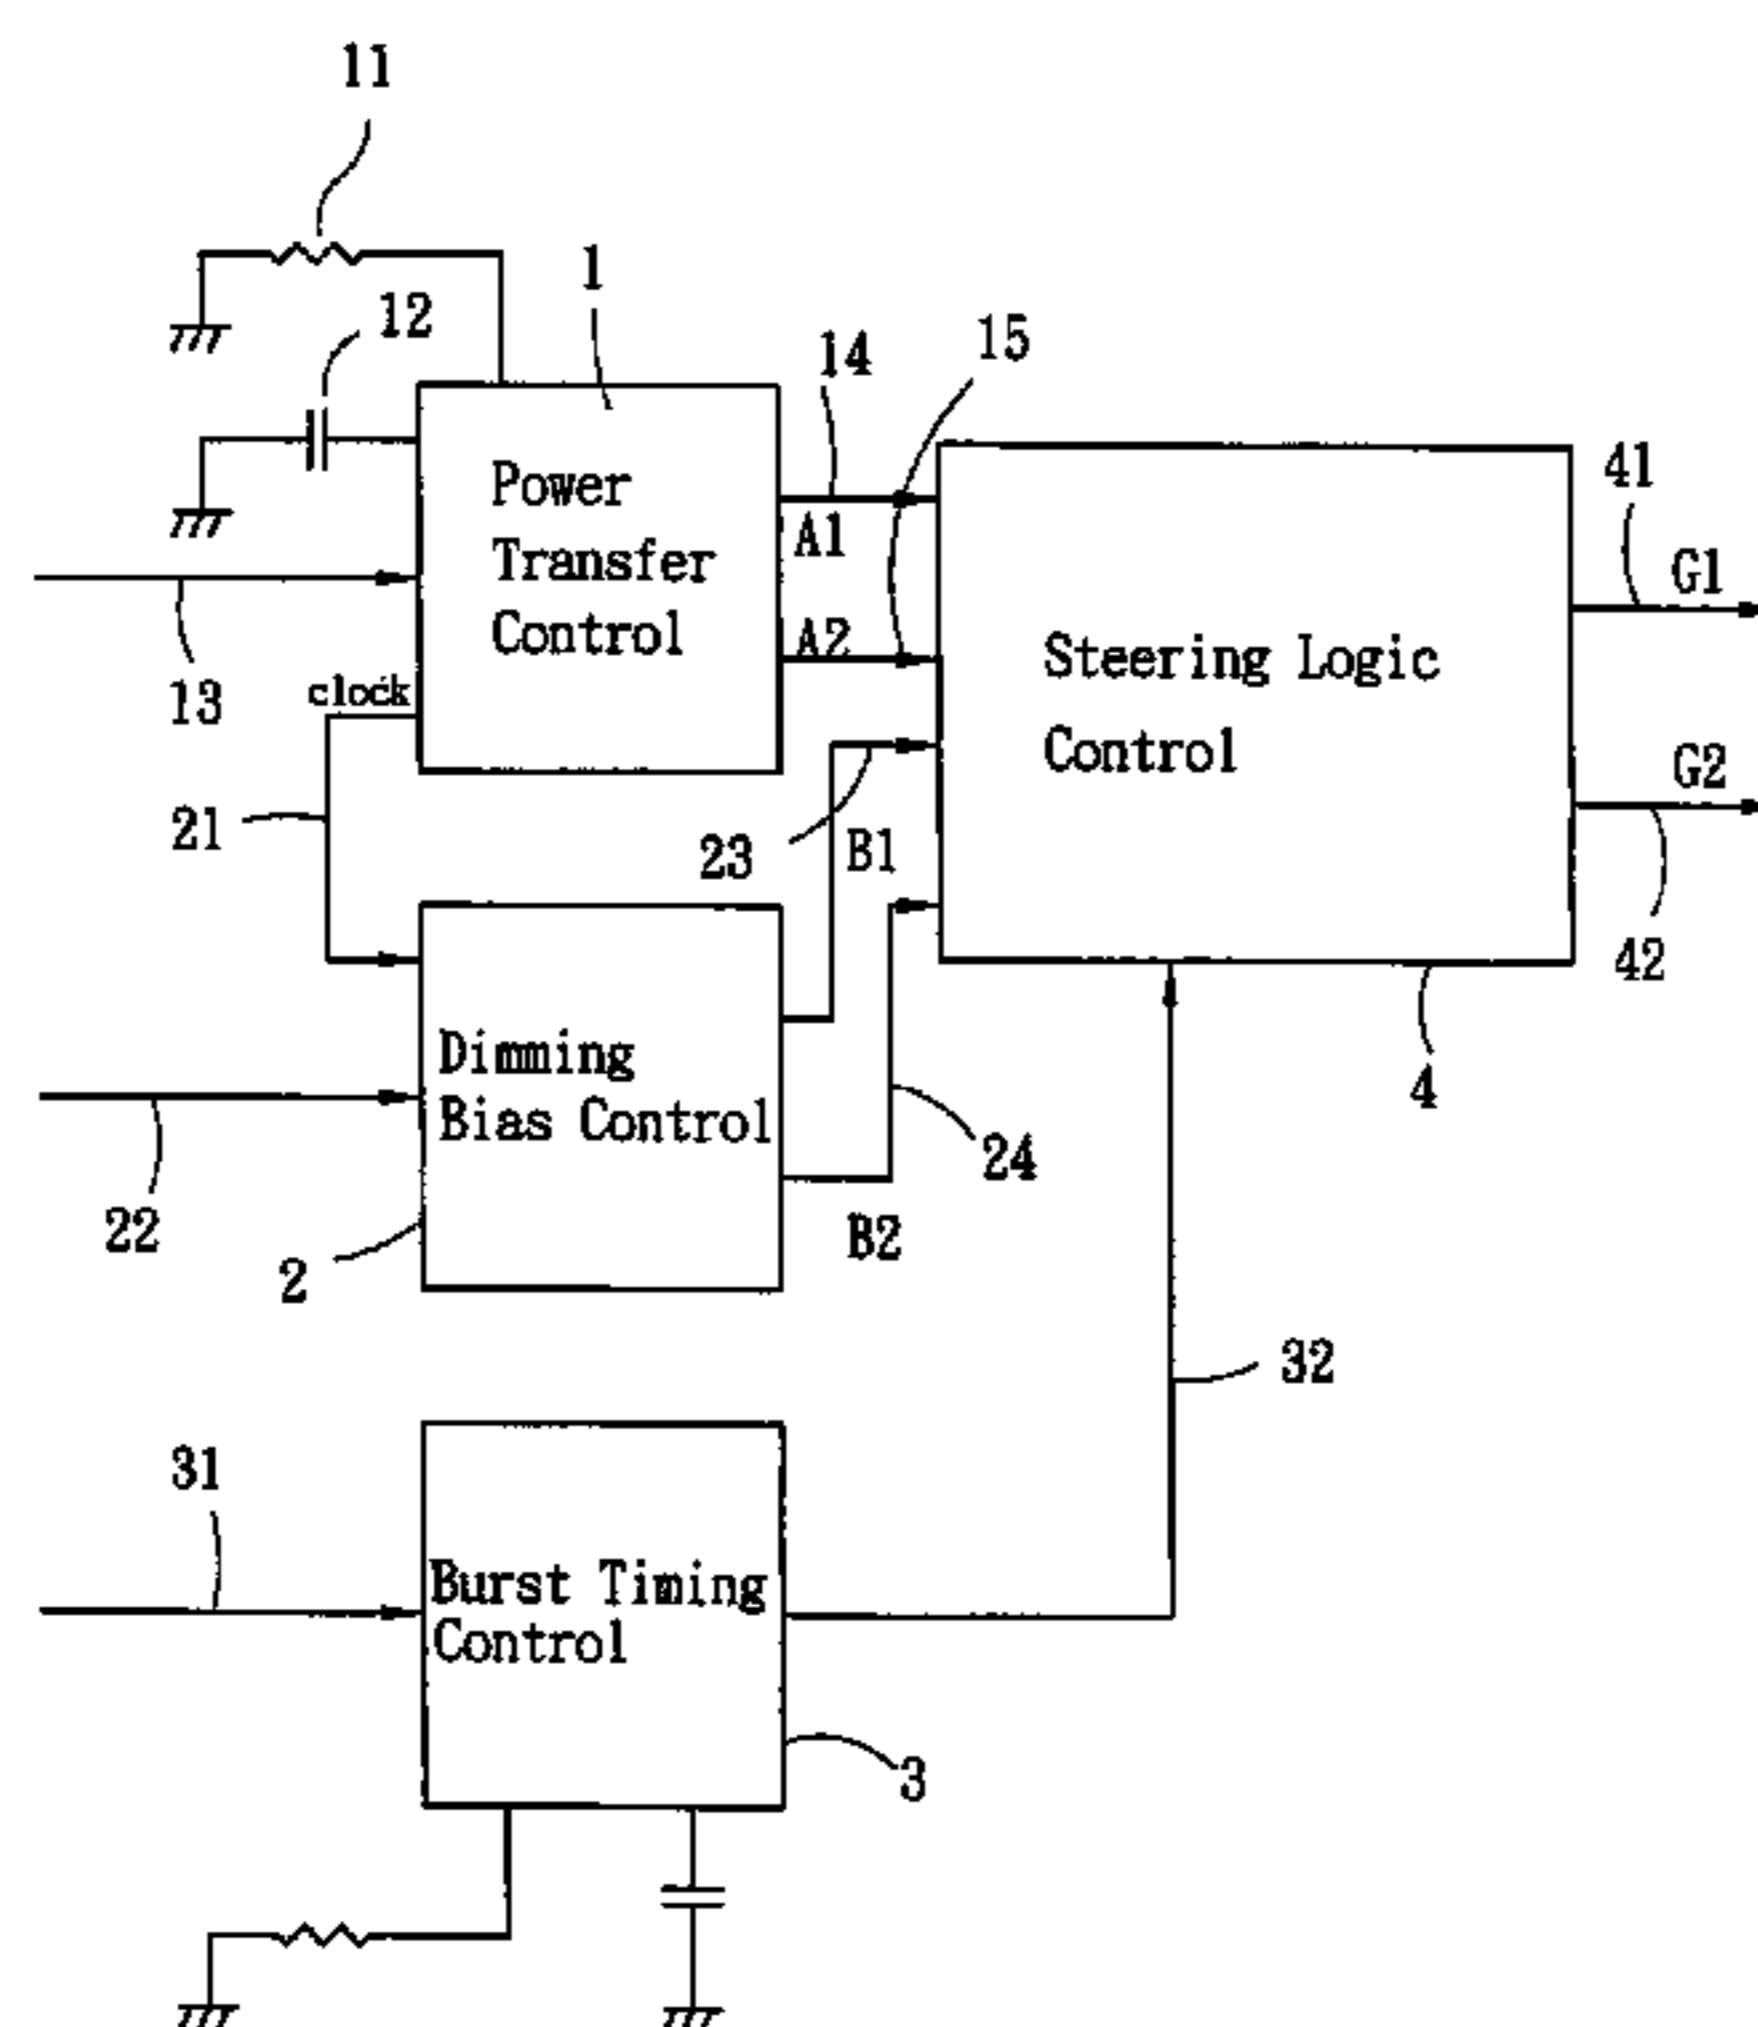 11
1
12
14
15
Power
Transfer
Control
A1
A2
13
clock
41
G1
Steering Logic
Control
G2
21
23
B1
42
4
Dimming
Bias Control
24
22
2
B2
32
31
Burst Timing
Control
3